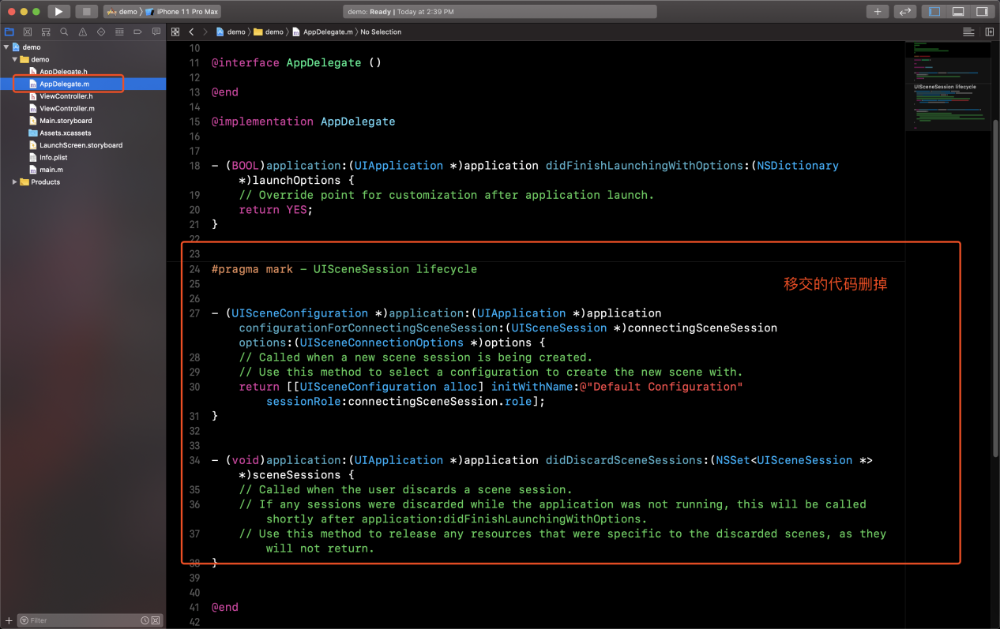 demo 〉 iPhone 11 Pro Max
demo: Ready | Today at 2:39 PM
demo 〉 demo 〉 AppDelegate.m 〉 No Selection
demo
demo
AppDelegate.h
AppDelegate.m
ViewController.h
ViewController.m
Main.storyboard
Assets.xcassets
LaunchScreen.storyboard
Info.plist
main.m
Products
Filter
10
11 @interface AppDelegate ()
12
13 @end
14
15 @implementation AppDelegate
16
17
18 - (BOOL)application:(UIApplication *)application didFinishLaunchingWithOptions:(NSDictionary
*)launchOptions {
19 // Override point for customization after application launch.
20 return YES;
21 }
22
23
24 #pragma mark - UISceneSession lifecycle
25
移交的代码删掉
26
27 - (UISceneConfiguration *)application:(UIApplication *)application
configurationForConnectingSceneSession:(UISceneSession *)connectingSceneSession
options:(UISceneConnectionOptions *)options {
28 // Called when a new scene session is being created.
29 // Use this method to select a configuration to create the new scene with.
30 return [[UISceneConfiguration alloc] initWithName:@"Default Configuration"
sessionRole:connectingSceneSession.role];
31 }
32
33
34 - (void)application:(UIApplication *)application didDiscardSceneSessions:(NSSet<UISceneSession *>
*)sceneSessions {
35 // Called when the user discards a scene session.
36 // If any sessions were discarded while the application was not running, this will be called
shortly after application:didFinishLaunchingWithOptions.
37 // Use this method to release any resources that were specific to the discarded scenes, as they
will not return.
38 }
39
40
41 @end
42
UISceneSession lifecycle